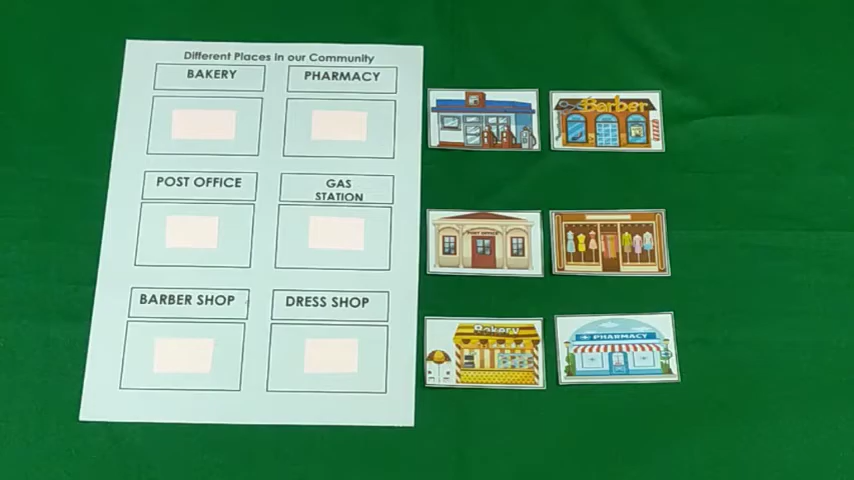 Different Places in our Community
BAKERY
PHARMACY
POST OFFICE
GAS
STATION
BARBER SHOP
DRESS SHOP
Barber
POST OFFICE
Bakery
PHARMACY